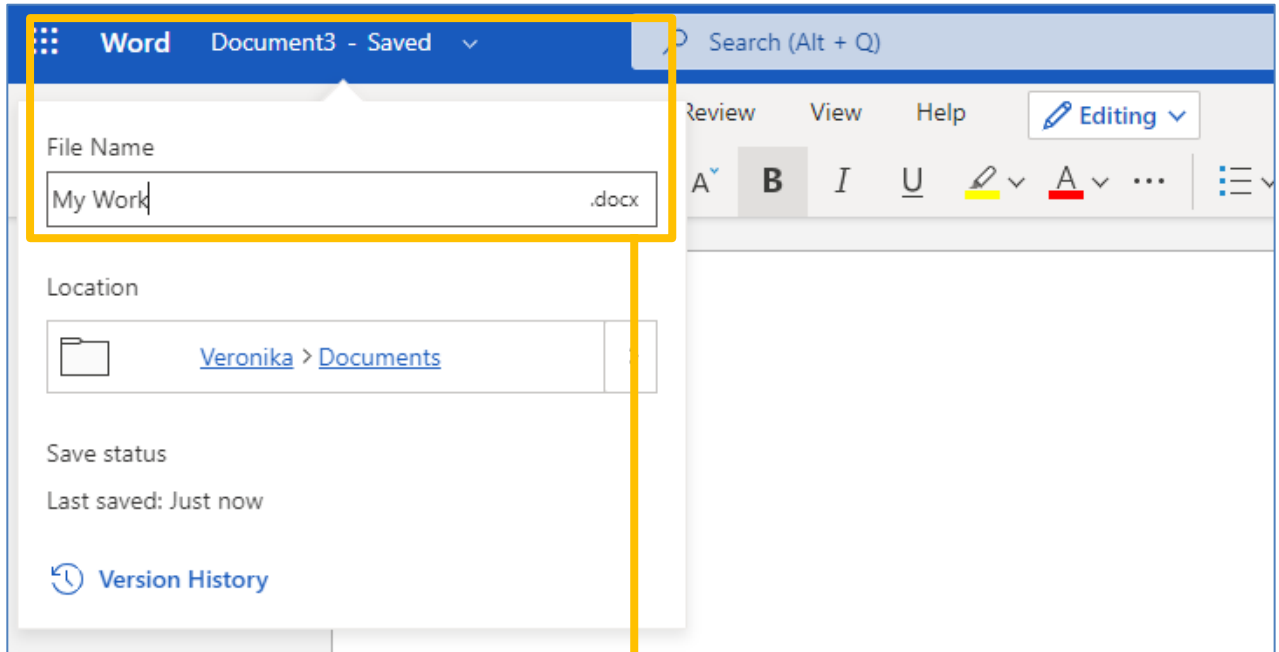 Word Document3 - Saved
Search (Alt + Q)
Review View Help Editing
A B I U A ...
File Name
My Work .docx
Location
Veronika > Documents
Save status
Last saved: Just now
Version History